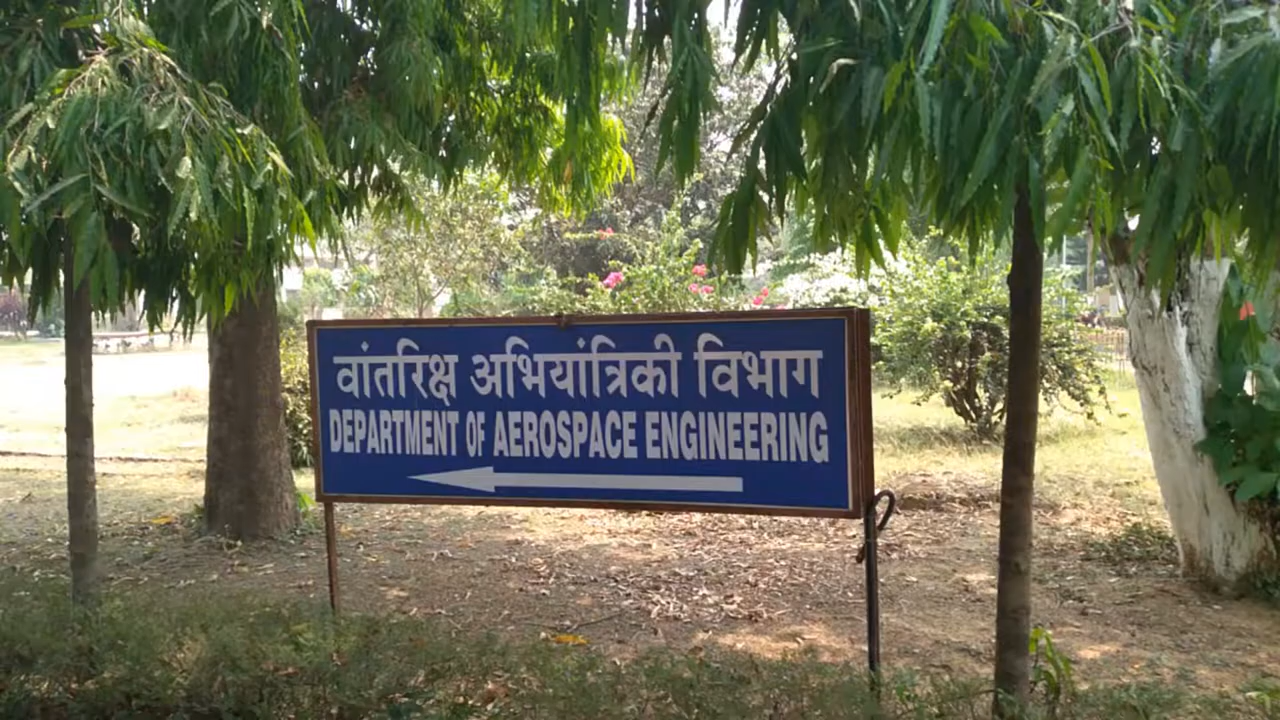 वांतरिक्ष अभियांत्रिकी विभाग
DEPARTMENT OF AEROSPACE ENGINEERING